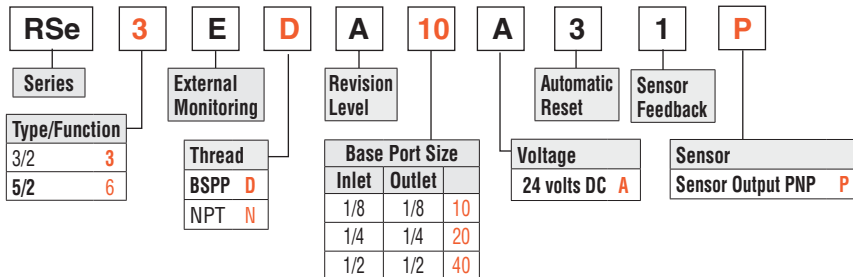 RSe 3 E D A 10 A 3 1 P
Series
External Monitoring
Revision Level
Automatic Reset
Sensor Feedback
Type/Function
3/2 3
5/2 6
Thread
BSPP D
NPT N
Base Port Size
Inlet Outlet
1/8 1/8 10
1/4 1/4 20
1/2 1/2 40
Voltage
24 volts DC A
Sensor
Sensor Output PNP P